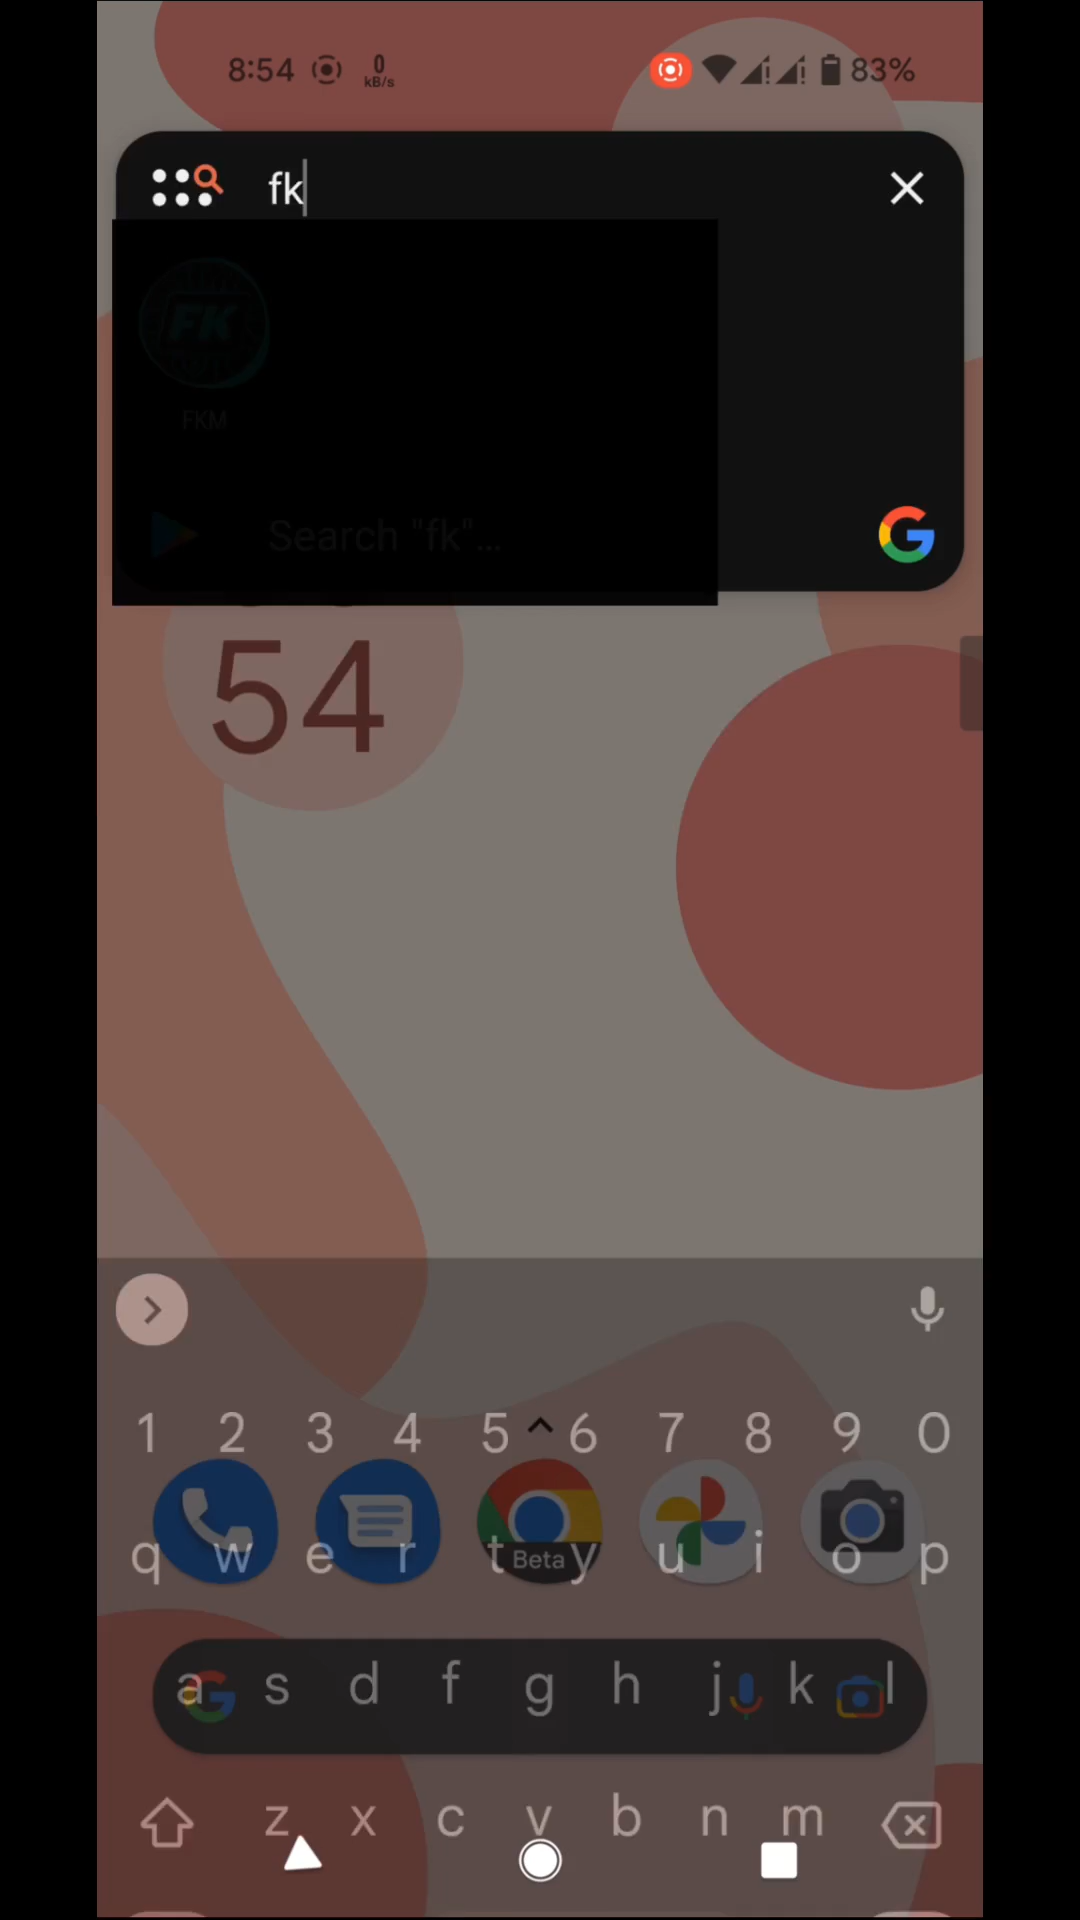 8:54 0 kB/s 83%
fk
FK
FKM
Search "fk"...
54
1 2 3 4 5 6 7 8 9 0
Beta
q w e r t y u i o p
a s d f g h j k l
z x c v b n m